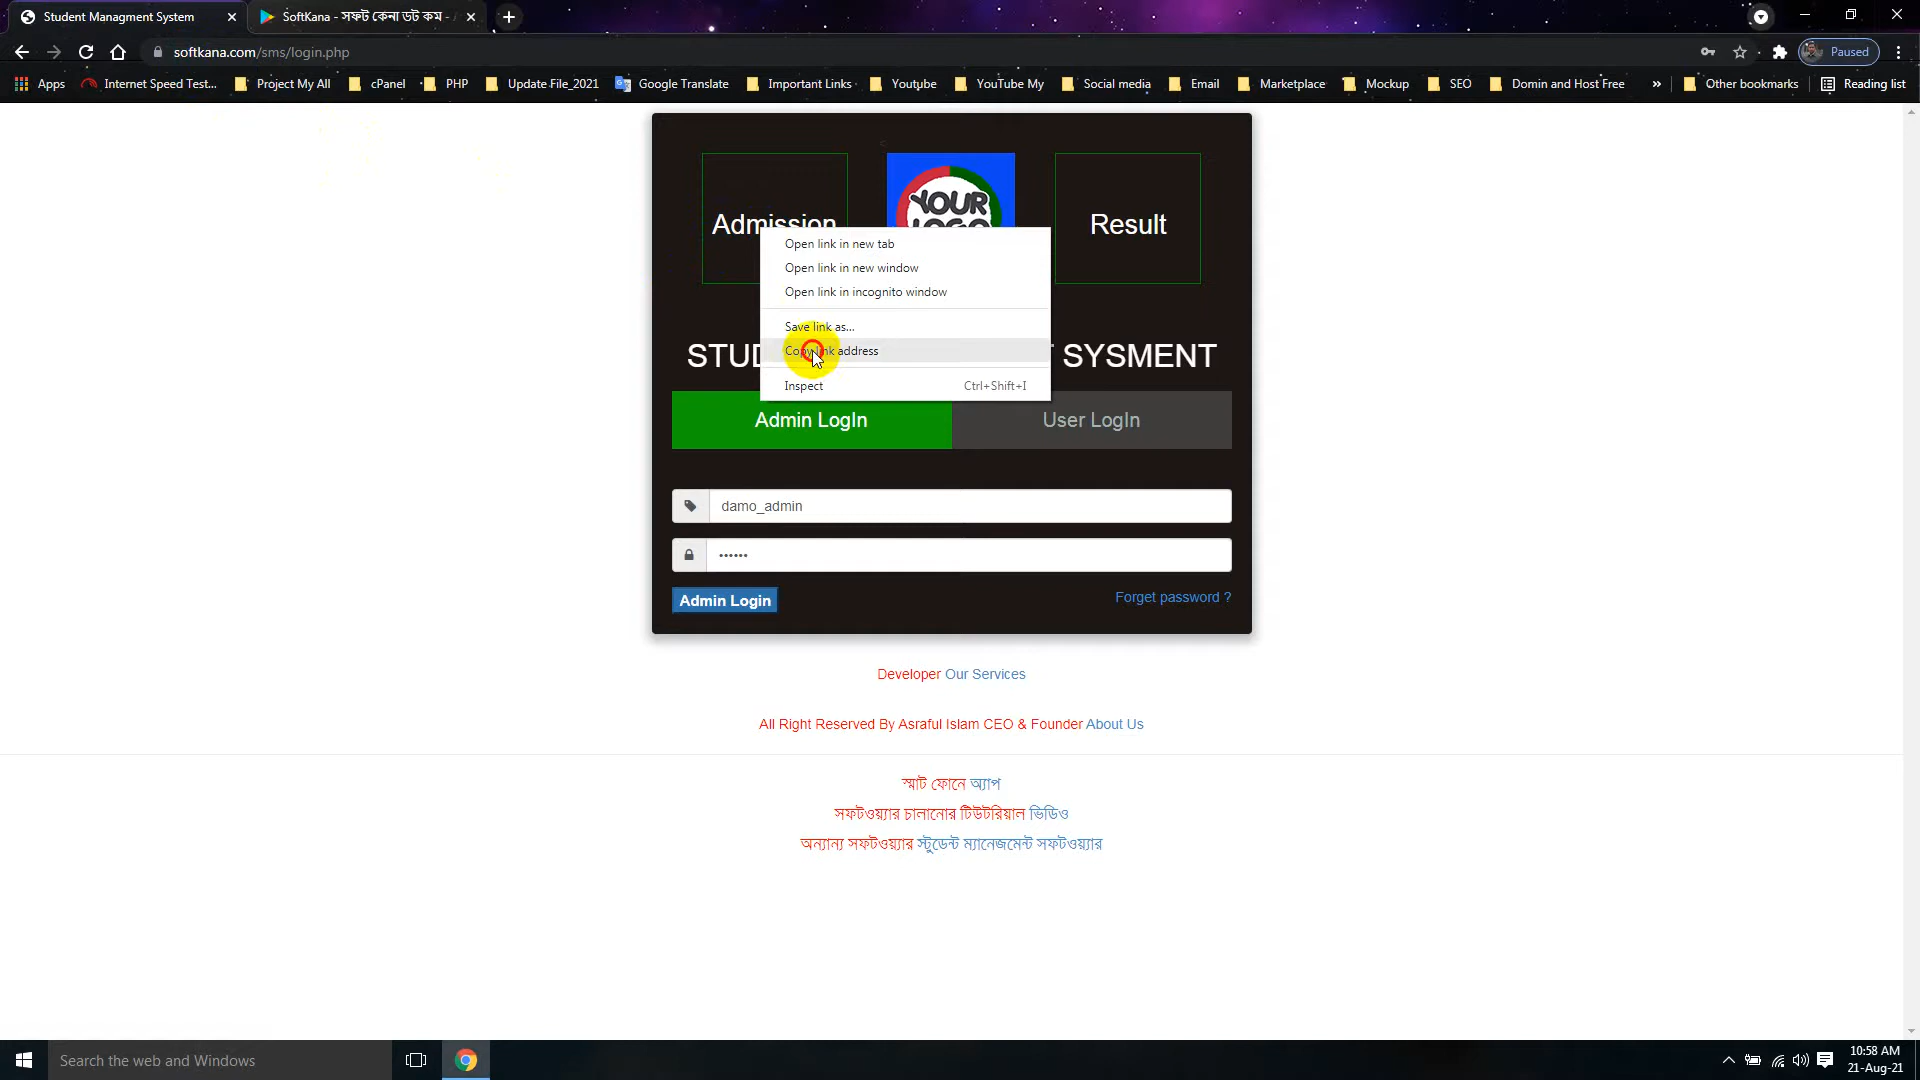 Student Managment System
SoftKana - সফট কেনা ডট কম - A
softkana.com/sms/login.php
Paused
Apps
Internet Speed Test...
Project My All
cPanel
PHP
Update File_2021
Google Translate
Important Links
Youtube
YouTube My
Social media
Email
Marketplace
Mockup
SEO
Domin and Host Free
»
Other bookmarks
Reading list
<
Admission
YOUR
Result
Open link in new tab
Open link in new window
Open link in incognito window
Save link as...
Copy link address
Inspect Ctrl+Shift+I
SYSMENT
Admin LogIn
User LogIn
damo_admin
••••••
Admin Login
Forget password ?
Developer Our Services
All Right Reserved By Asraful Islam CEO & Founder About Us
স্মাট ফোনে অ্যাপ
সফটওয়্যার চালানোর টিউটরিয়াল ভিডিও
অন্যান্য সফটওয়্যার স্টুডেন্ট ম্যানেজমেন্ট সফটওয়্যার
Search the web and Windows
10:58 AM
21-Aug-21